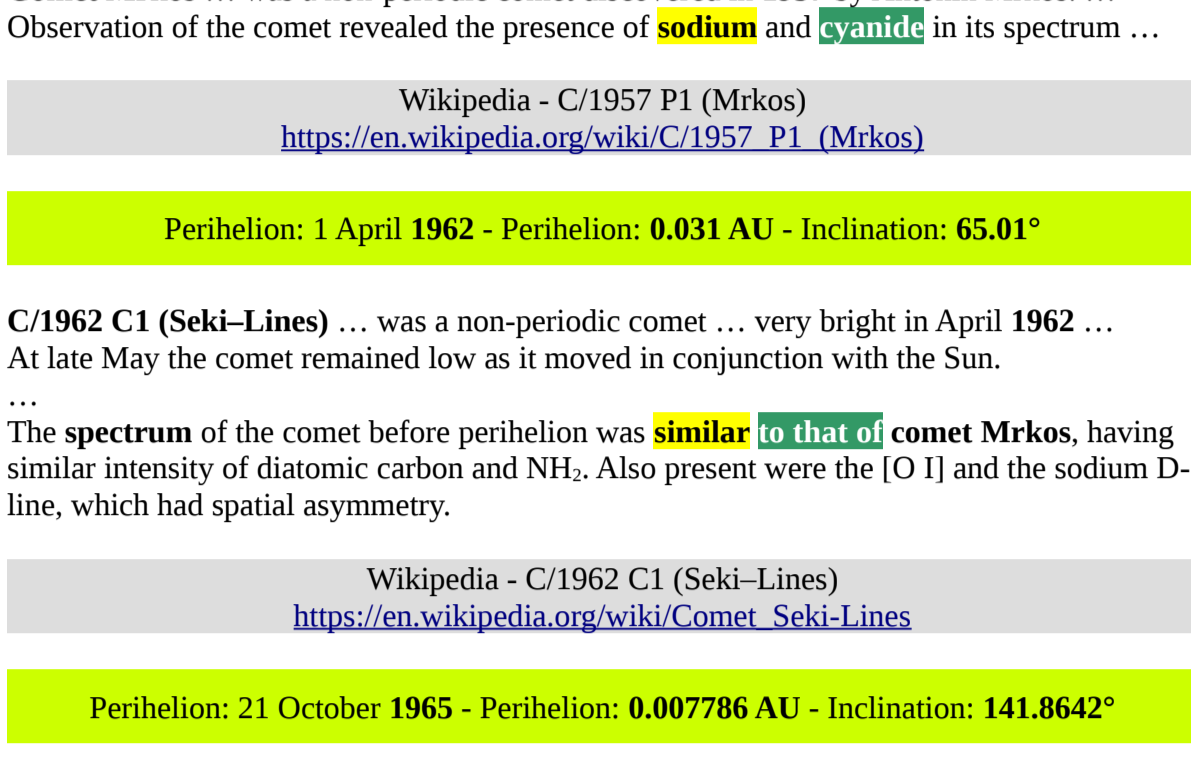 Observation of the comet revealed the presence of sodium and cyanide in its spectrum …
Wikipedia - C/1957 P1 (Mrkos)
https://en.wikipedia.org/wiki/C/1957_P1_(Mrkos)
Perihelion: 1 April 1962 - Perihelion: 0.031 AU - Inclination: 65.01°
C/1962 C1 (Seki–Lines) … was a non-periodic comet … very bright in April 1962 …
At late May the comet remained low as it moved in conjunction with the Sun.
…
The spectrum of the comet before perihelion was similar to that of comet Mrkos, having
similar intensity of diatomic carbon and NH₂. Also present were the [O I] and the sodium D-
line, which had spatial asymmetry.
Wikipedia - C/1962 C1 (Seki–Lines)
https://en.wikipedia.org/wiki/Comet_Seki-Lines
Perihelion: 21 October 1965 - Perihelion: 0.007786 AU - Inclination: 141.8642°